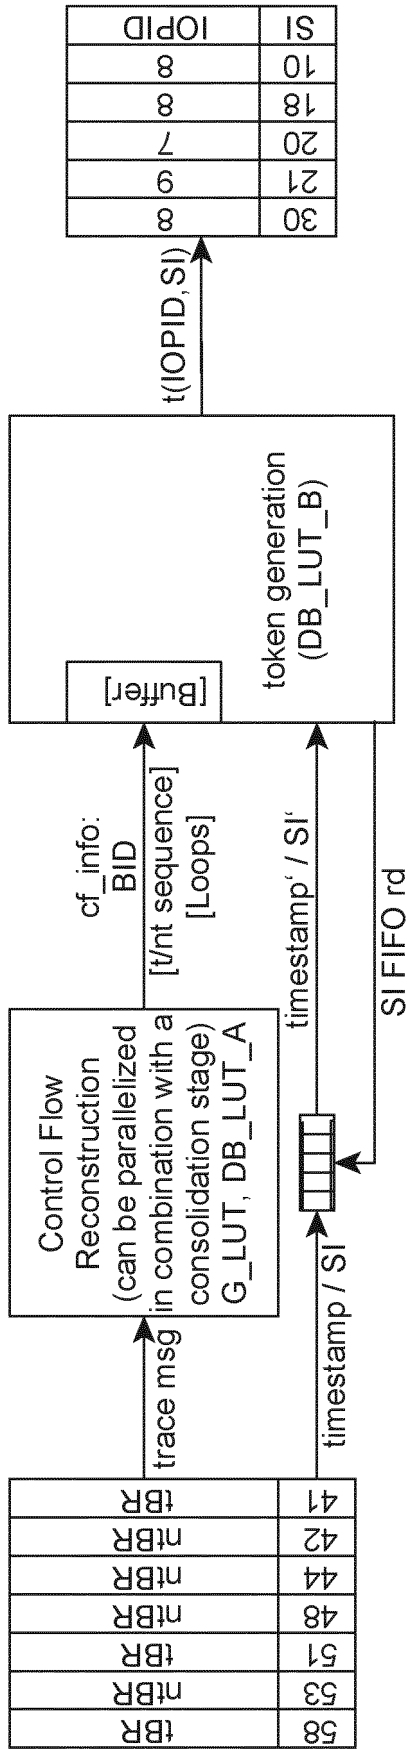 tBR ntBR ntBR ntBR tBR ntBR tBR
41 42 44 48 51 53 58
trace msg
timestamp / SI
Control Flow
Reconstruction
(can be parallelized
in combination with a
consolidation stage)
G_LUT, DB_LUT_A
cf_info:
BID
[t/nt sequence]
[Loops]
timestamp‘ / SI‘
SI FIFO rd
[Buffer]
token generation
(DB_LUT_B)
t(IOPID,SI)
IOPID SI
8 10
8 18
7 20
9 21
8 30